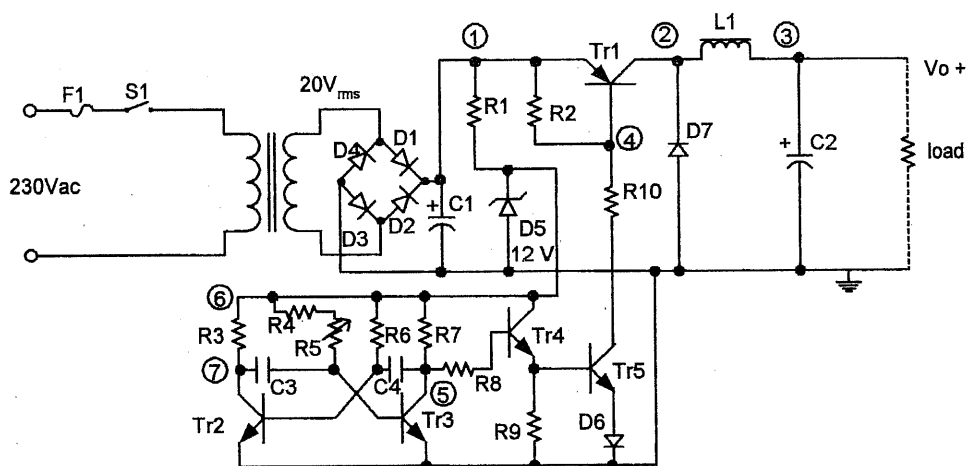 ① ② L1 ③
Tr1 Vo +
F1 S1 20Vrms R1 R2 D7 C2 + load
④
D4 D1 230Vac R10
+ C1 D5
D3 D2 12 V
⑥
R3 R4 R5 R6 R7 Tr4
⑦ C3 C4 R8 Tr5
⑤
Tr2 Tr3 R9 D6